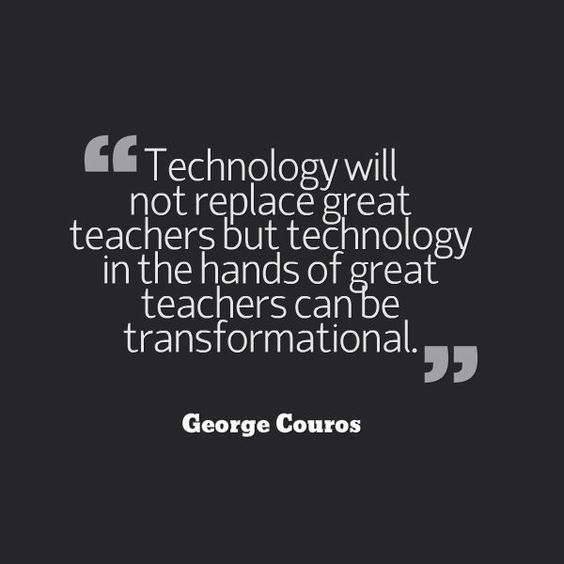 “ Technology will
not replace great
teachers but technology
in the hands of great
teachers can be
transformational. ”
George Couros